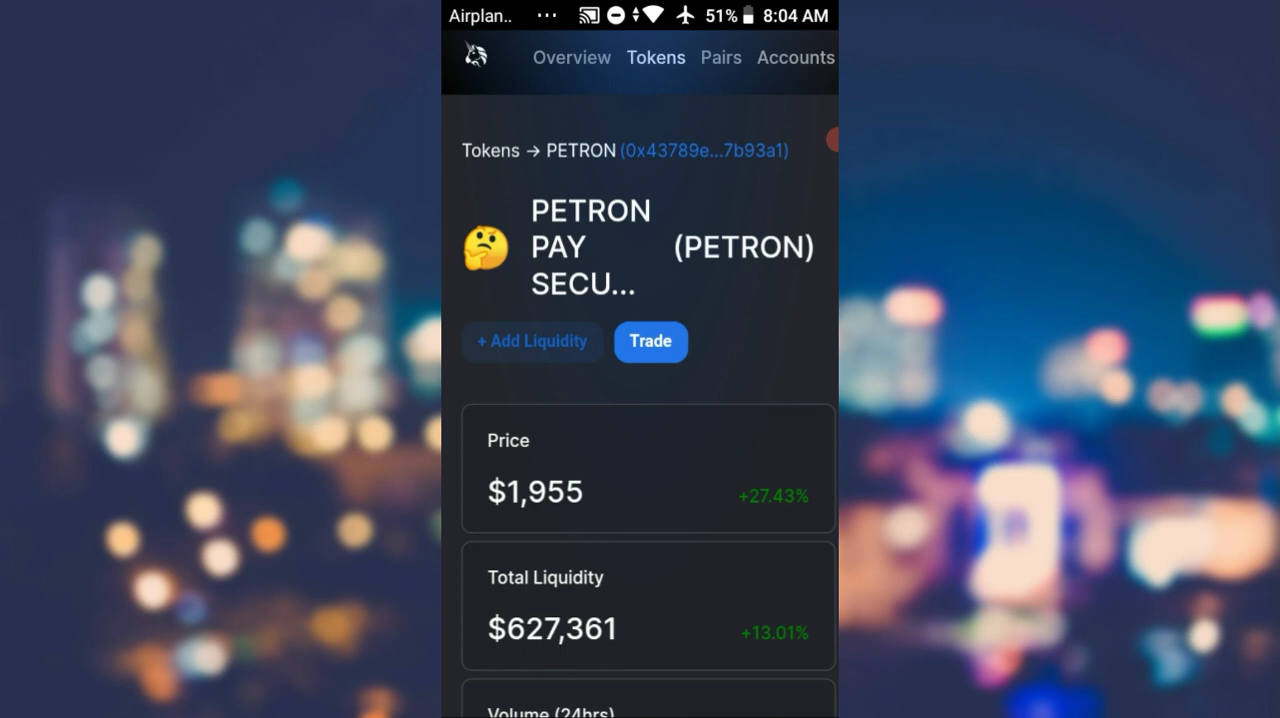 Airplan.. ... 51% 8:04 AM
Overview Tokens Pairs Accounts
Tokens → PETRON (0x43789e...7b93a1)
PETRON
PAY (PETRON)
SECU...
+ Add Liquidity Trade
Price
$1,955 +27.43%
Total Liquidity
$627,361 +13.01%
Volume (24hrs)